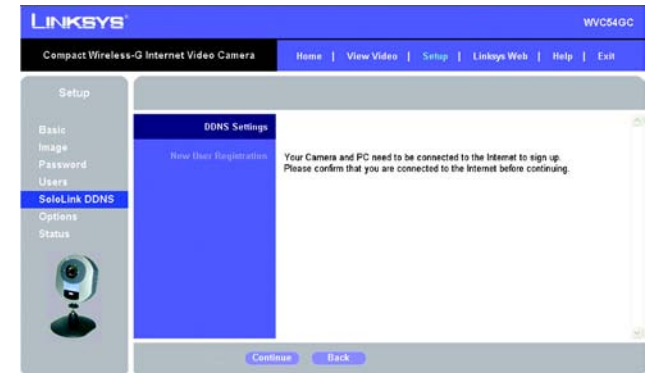 LINKSYS®
WVC54GC
Compact Wireless-G Internet Video Camera
Home | View Video | Setup | Linksys Web | Help | Exit
Setup
Basic
Image
Password
Users
SoloLink DDNS
Options
Status
DDNS Settings
New User Registration
Your Camera and PC need to be connected to the Internet to sign up.
Please confirm that you are connected to the Internet before continuing.
Continue
Back